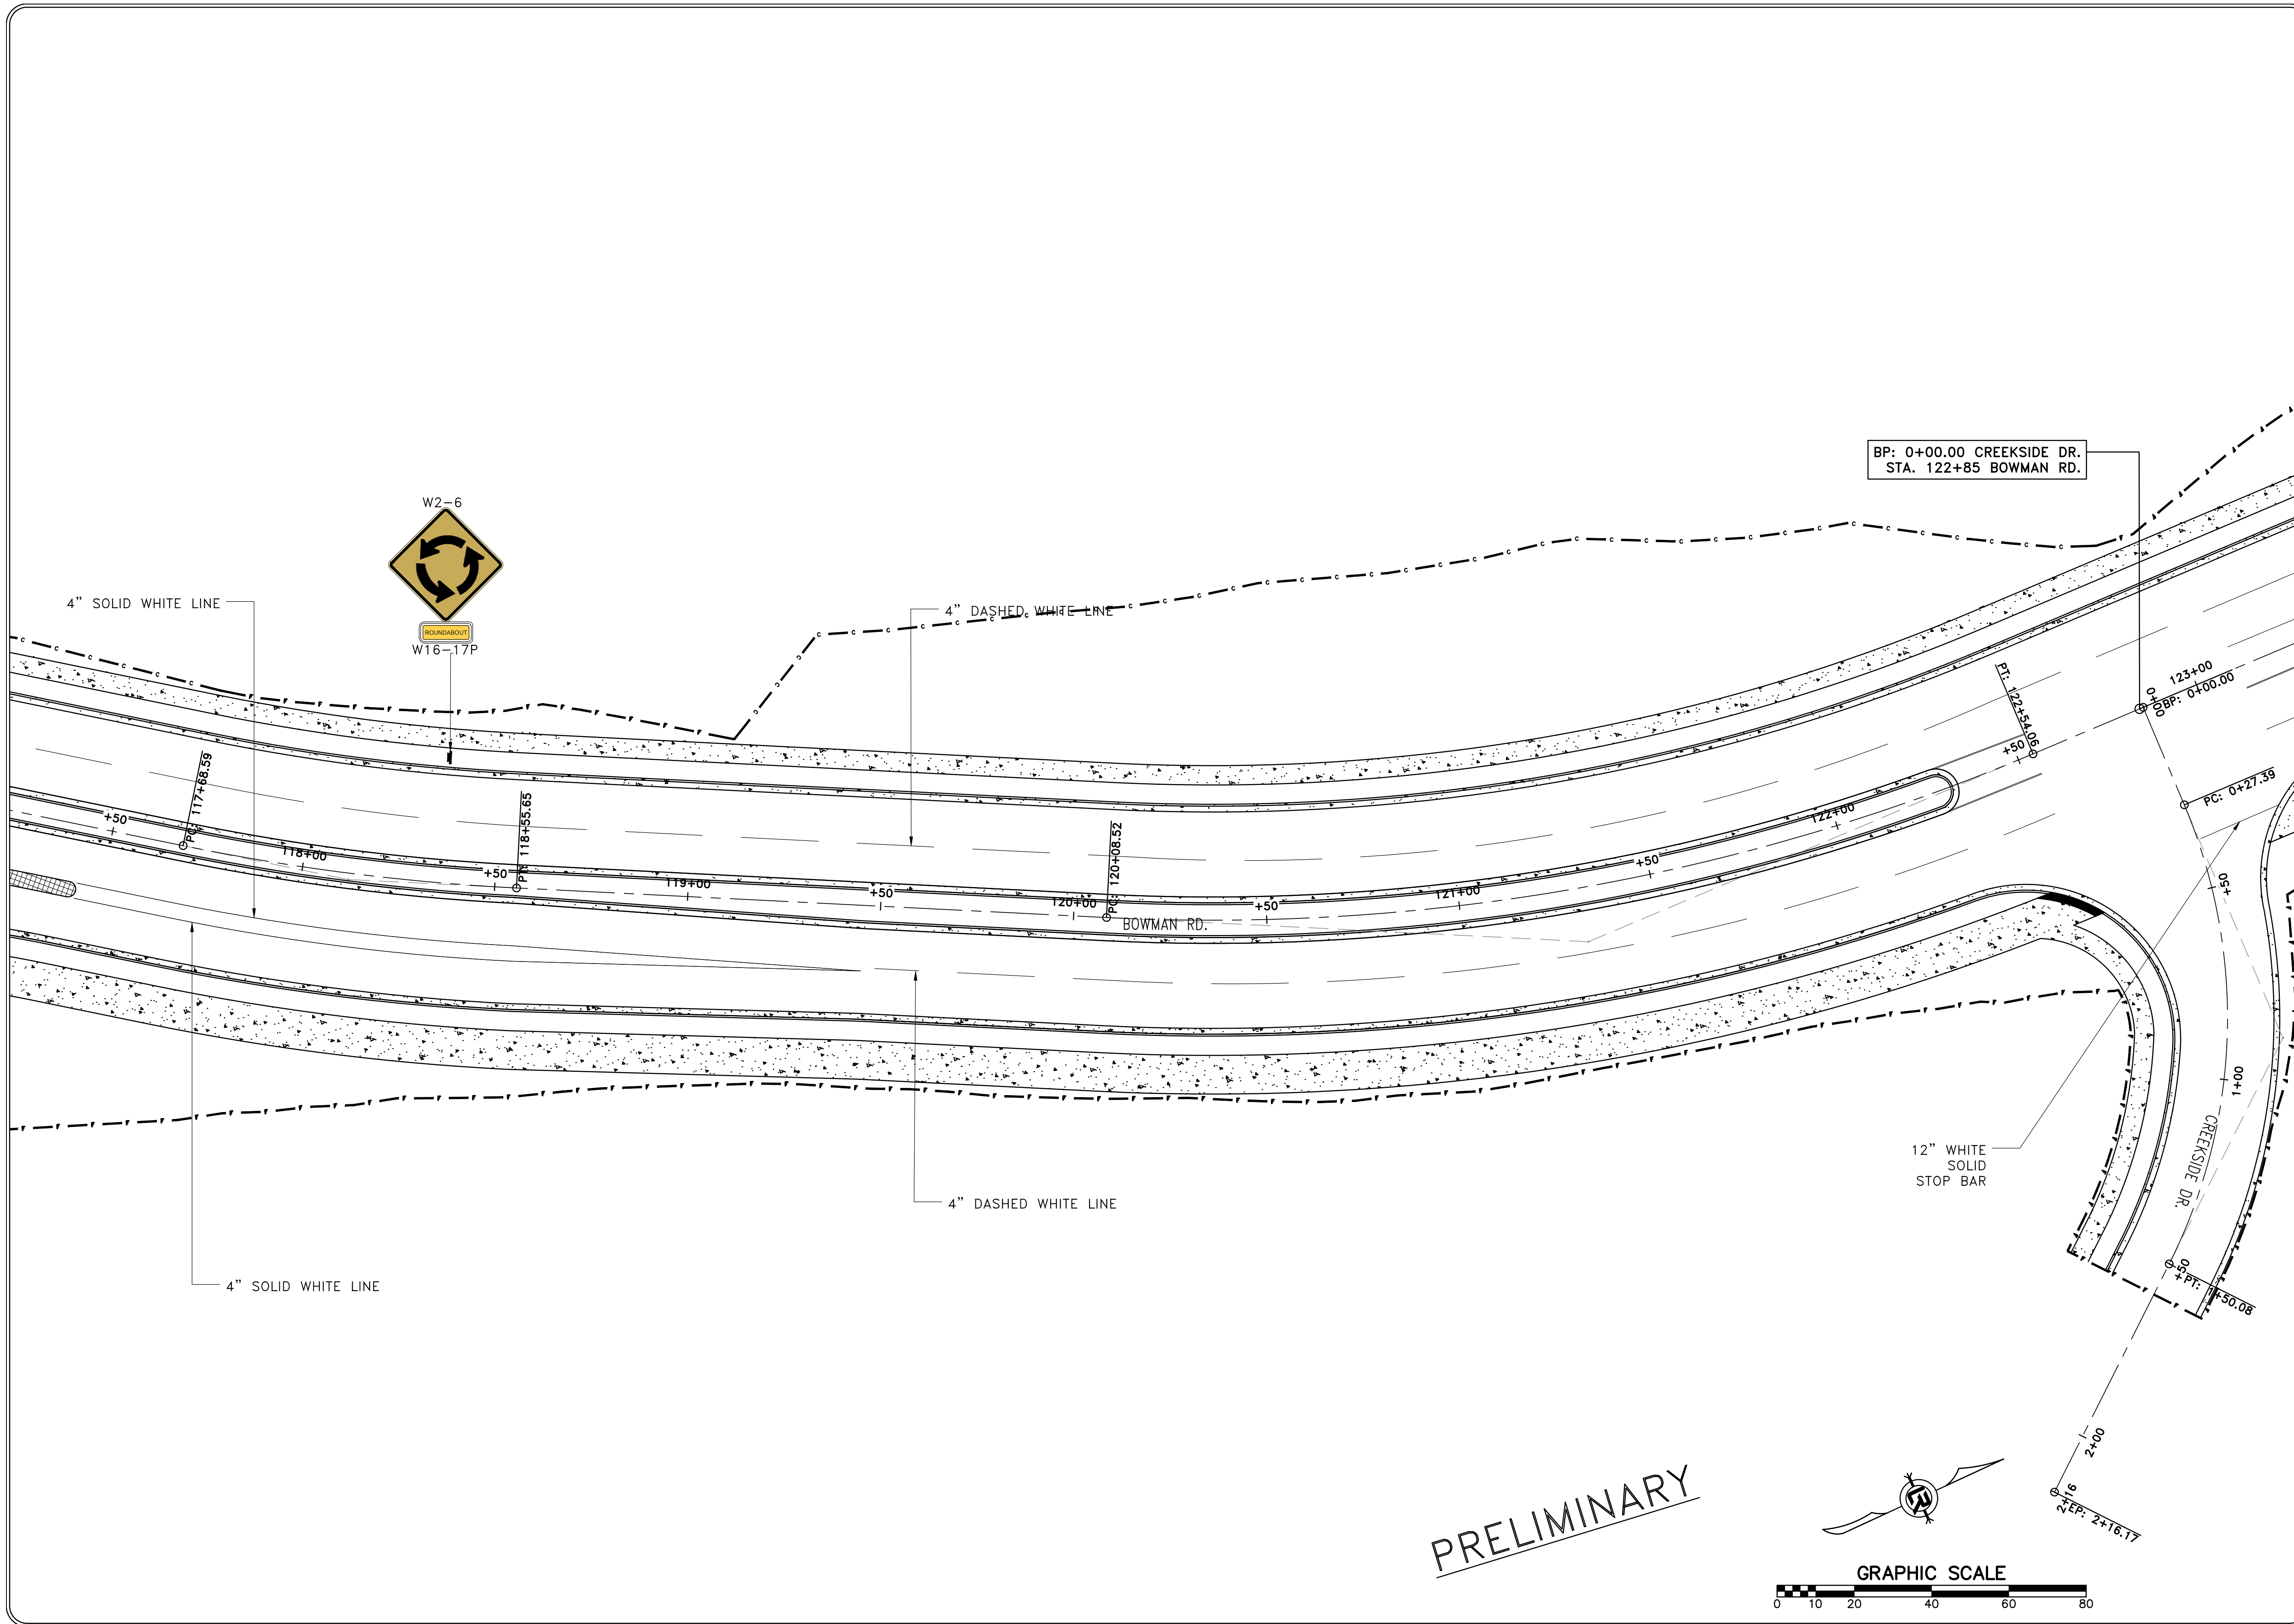 BP: 0+00.00 CREEKSIDE DR.
STA. 122+85 BOWMAN RD.
W2-6
ROUNDABOUT
W16-17P
4" SOLID WHITE LINE
4" DASHED WHITE LINE
PC: 117+68.59
PT: 118+55.65
PC: 120+08.52
PT: 122+54.06
+50
118+00
+50
119+00
+50
120+00
+50
121+00
+50
122+00
+50
123+00
BOWMAN RD.
0+00
BP: 0+00.00
PC: 0+27.39
+50
1+00
CREEKSIDE DR.
+50
PT: 1+50.08
2+00
2+16
EP: 2+16.17
12" WHITE
SOLID
STOP BAR
4" DASHED WHITE LINE
4" SOLID WHITE LINE
PRELIMINARY
GRAPHIC SCALE
0 10 20 40 60 80